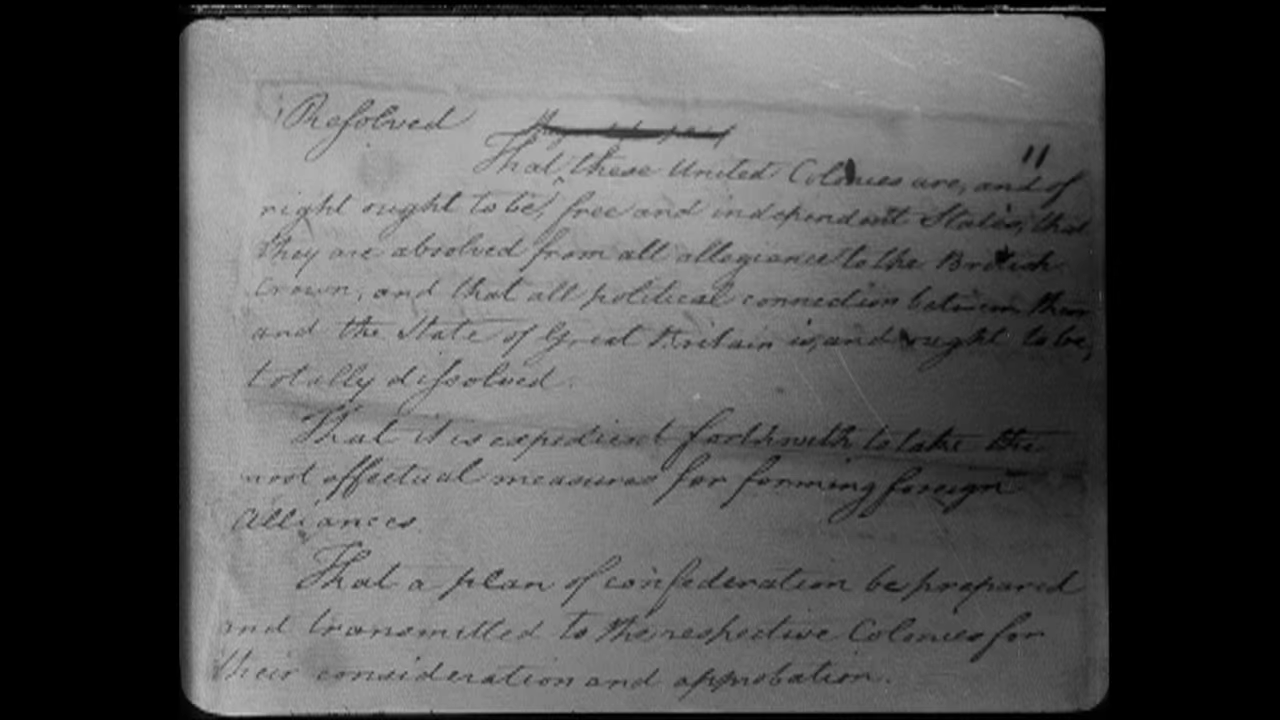 Resolved
11
That these United Colonies are, and of
right ought to be, free and independent States, that
they are absolved from all allegiance to the British
Crown, and that all political connection between them
and the State of Great Britain is, and ought to be,
totally dissolved.
That it is expedient forthwith to take the
most effectual measures for forming foreign
Alliances.
That a plan of confederation be prepared
and transmitted to the respective Colonies for
their consideration and approbation.